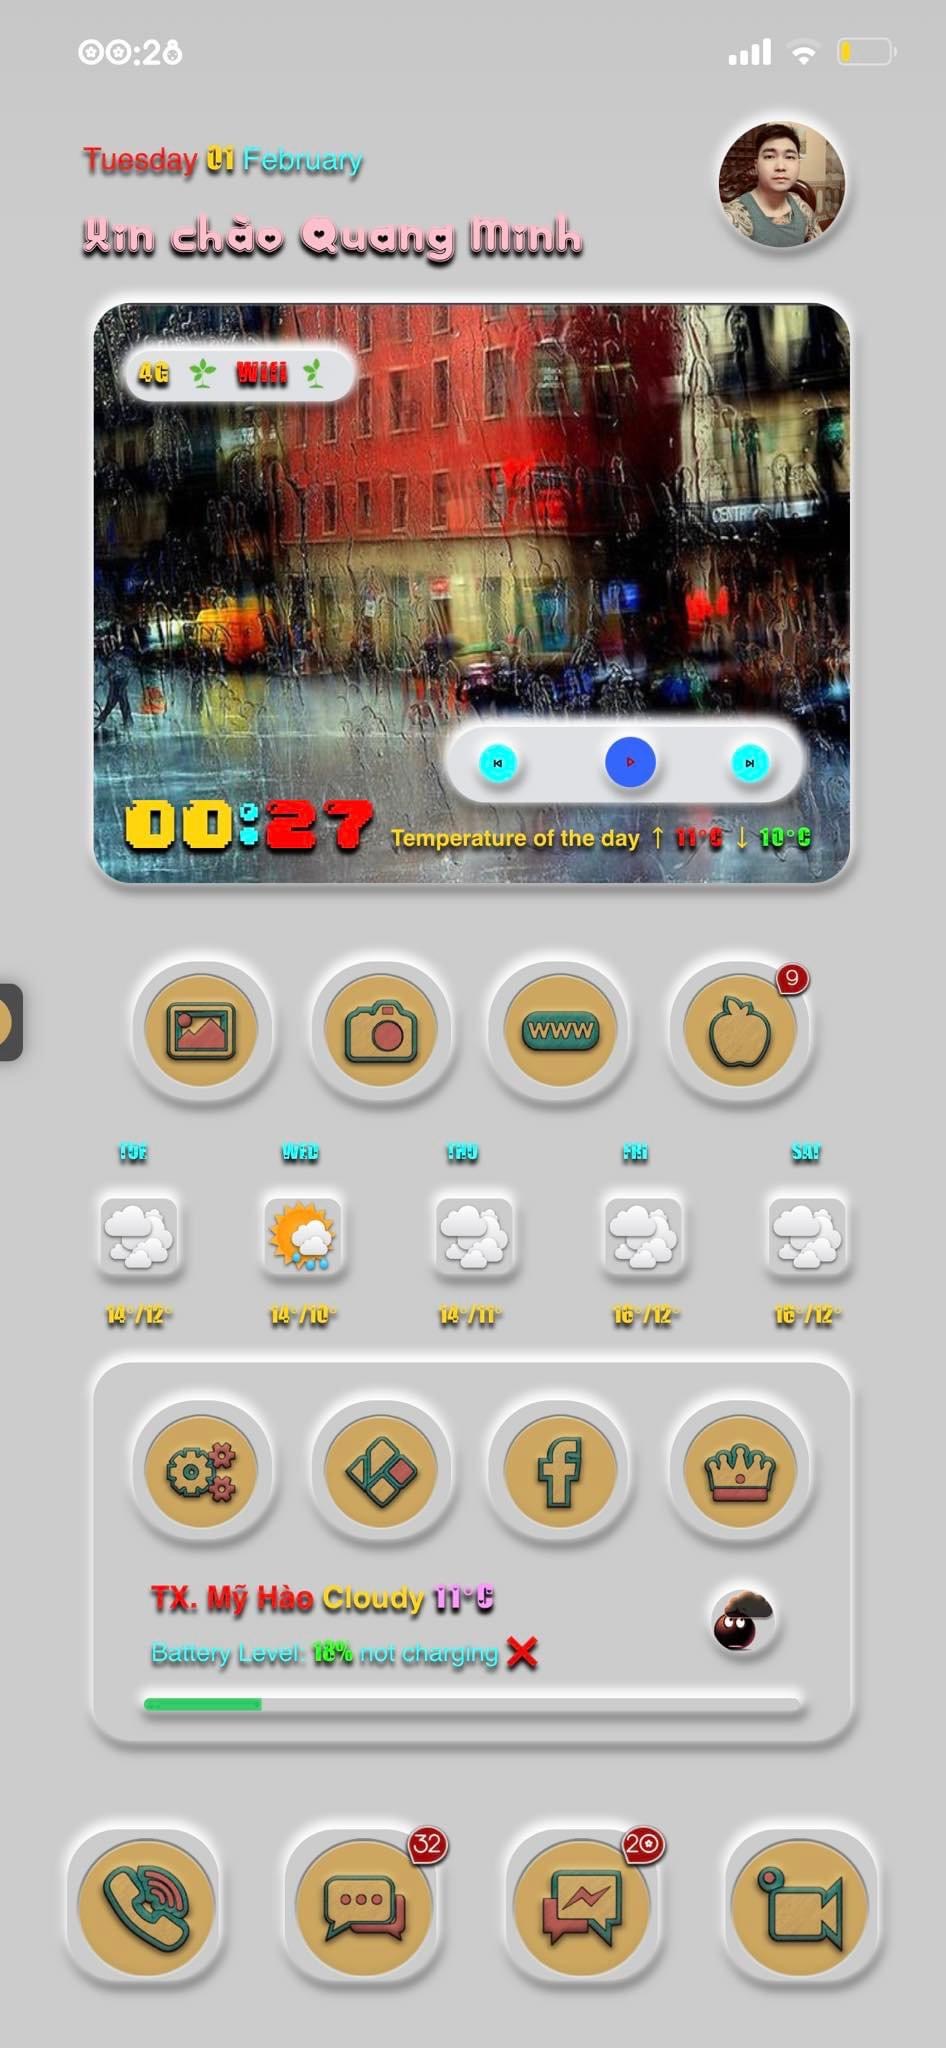 00:28
Tuesday 01 February
Xin chào Quang Minh
4G Wifi
00:27
Temperature of the day ↑ 11°C ↓ 10°C
www
9
TUE WED THU FRI SAT
14°/12° 14°/10° 14°/11° 16°/12° 16°/12°
TX. Mỹ Hào Cloudy 11°C
Battery Level: 18% not charging
32
20